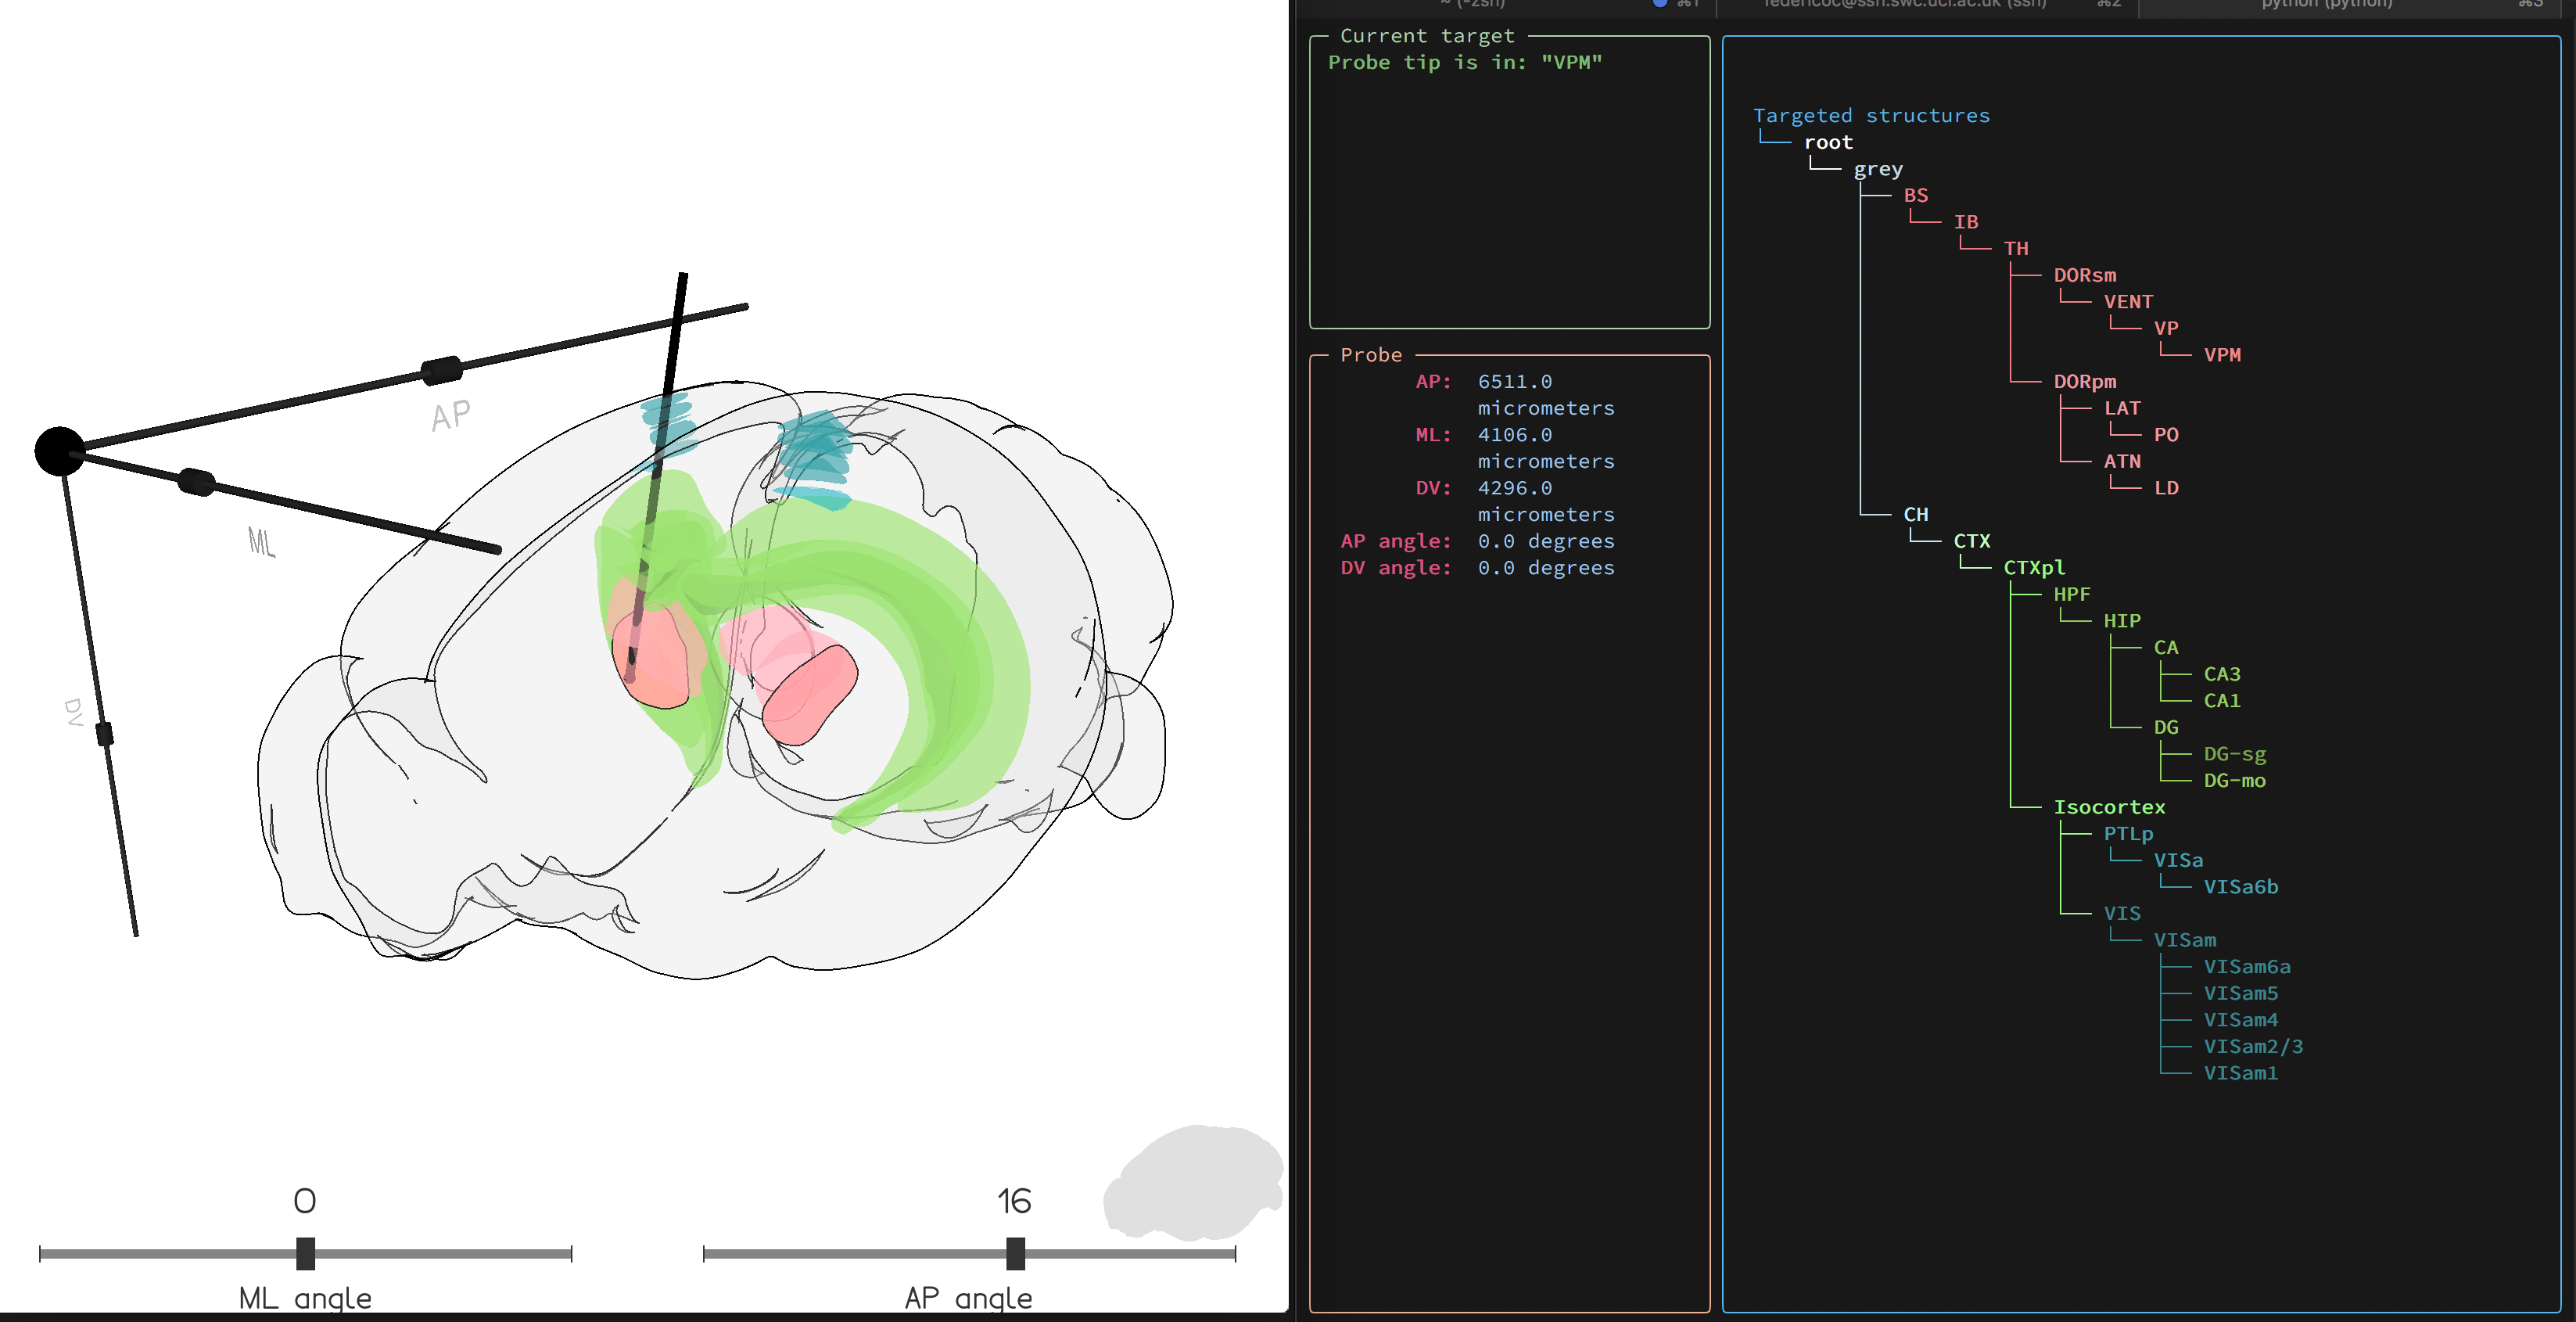 ~ (-zsh)
⌘1
federicoc@ssh.swc.ucl.ac.uk (ssh)
⌘2
python (python)
⌘3
AP
ML
DV
0
ML angle
16
AP angle
Current target
Probe tip is in: "VPM"
Probe
AP: 6511.0
micrometers
ML: 4106.0
micrometers
DV: 4296.0
micrometers
AP angle: 0.0 degrees
DV angle: 0.0 degrees
Targeted structures
root
grey
BS
IB
TH
DORsm
VENT
VP
VPM
DORpm
LAT
PO
ATN
LD
CH
CTX
CTXpl
HPF
HIP
CA
CA3
CA1
DG
DG-sg
DG-mo
Isocortex
PTLp
VISa
VISa6b
VIS
VISam
VISam6a
VISam5
VISam4
VISam2/3
VISam1